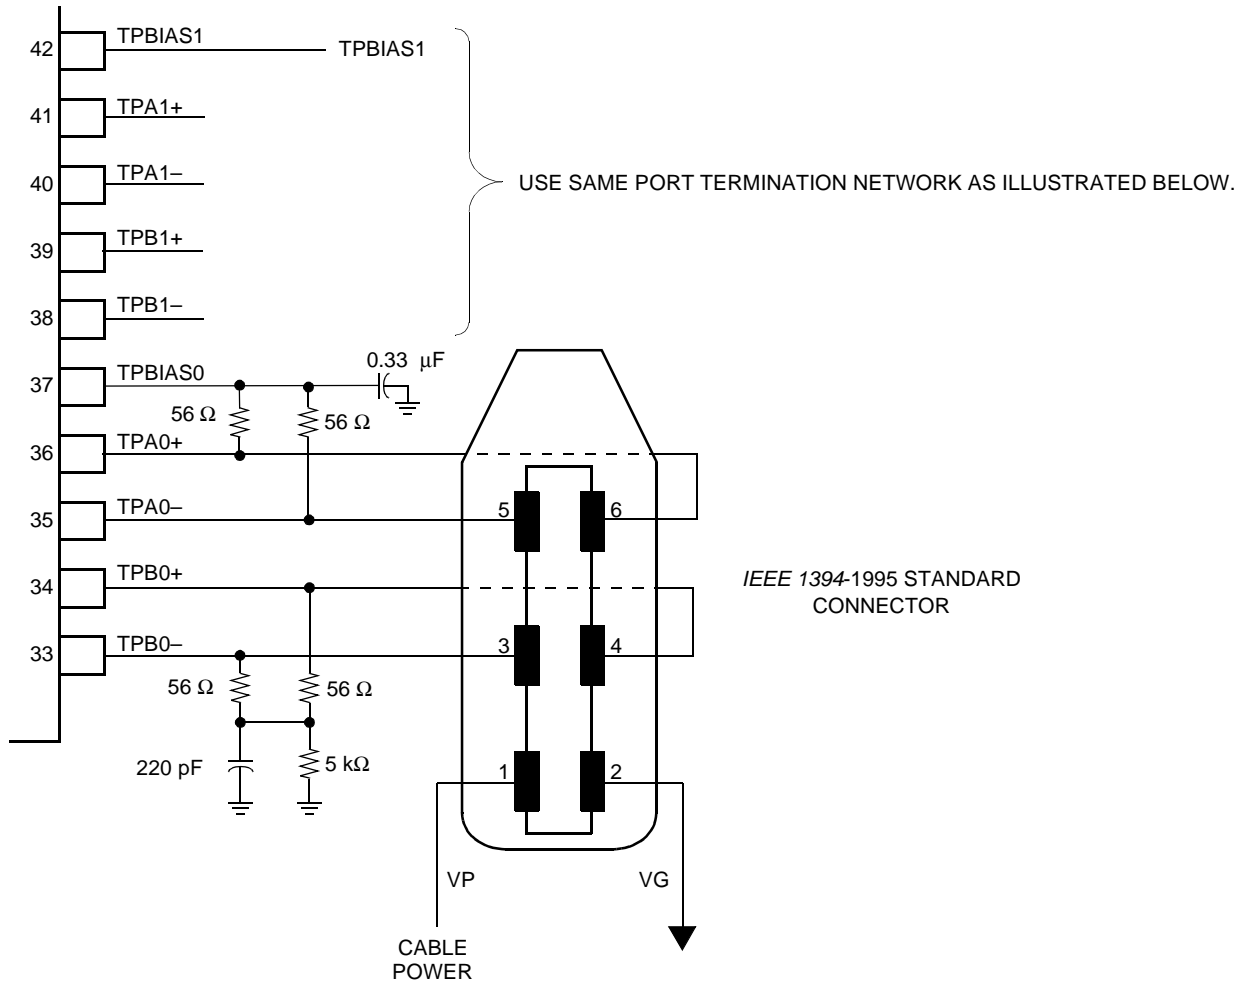 42 TPBIAS1 TPBIAS1
41 TPA1+
40 TPA1–
USE SAME PORT TERMINATION NETWORK AS ILLUSTRATED BELOW.
39 TPB1+
38 TPB1–
0.33 μF
37 TPBIAS0
56 Ω 56 Ω
36 TPA0+
35 TPA0–
5 6
34 TPB0+
IEEE 1394-1995 STANDARD
CONNECTOR
33 TPB0–
3 4
56 Ω 56 Ω
220 pF 5 kΩ
1 2
VP VG
CABLE
POWER